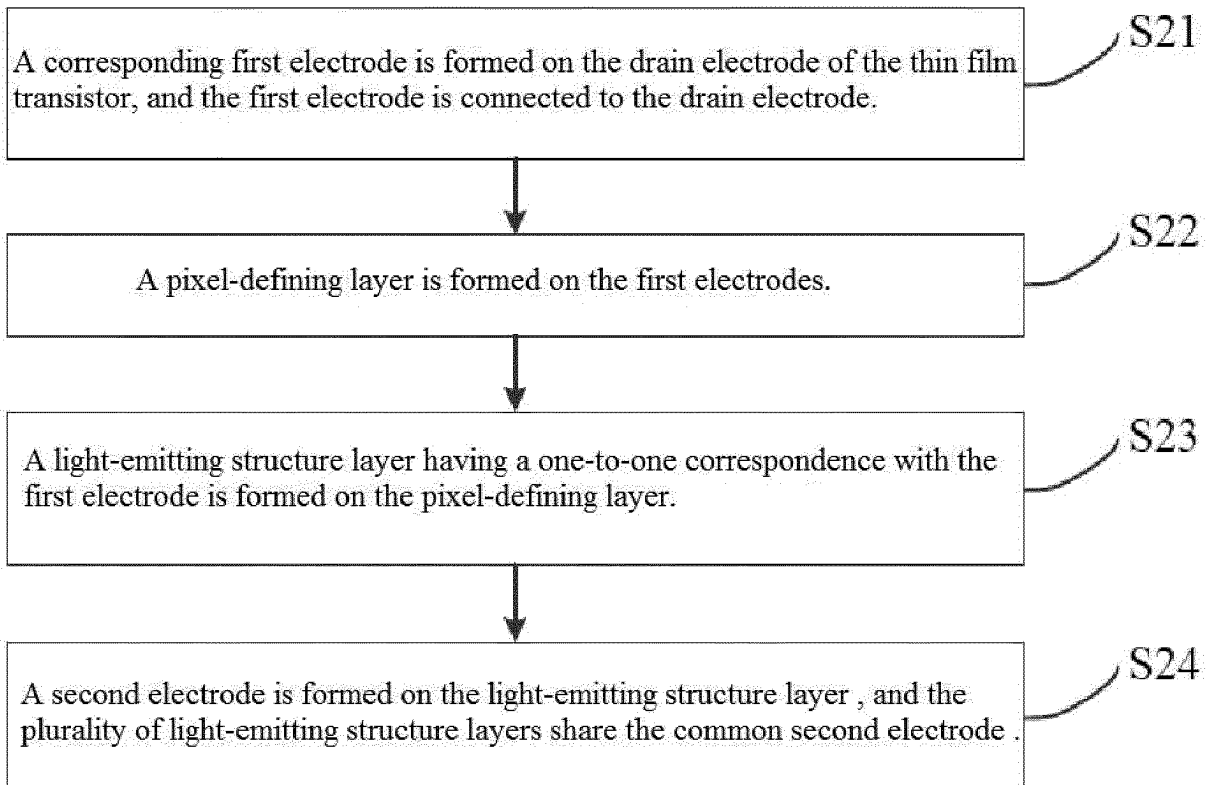 S21
A corresponding first electrode is formed on the drain electrode of the thin film
transistor, and the first electrode is connected to the drain electrode.
S22
A pixel-defining layer is formed on the first electrodes.
S23
A light-emitting structure layer having a one-to-one correspondence with the
first electrode is formed on the pixel-defining layer.
S24
A second electrode is formed on the light-emitting structure layer , and the
plurality of light-emitting structure layers share the common second electrode .